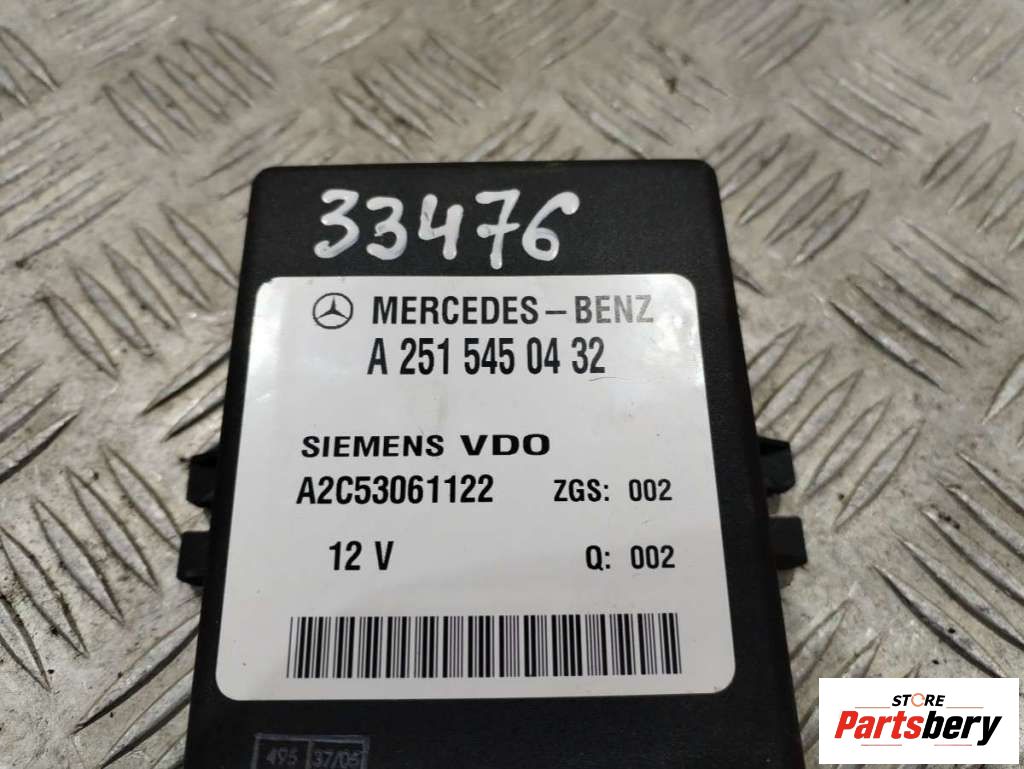 33476
MERCEDES-BENZ
A 251 545 04 32
SIEMENS VDO
A2C53061122 ZGS: 002
12 V Q: 002
495 37/05
STORE
Partsbery